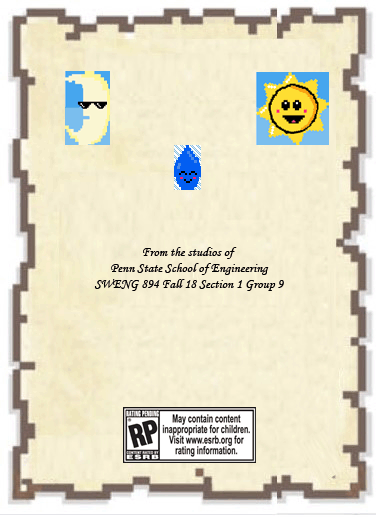 From the studios of
Penn State School of Engineering
SWENG 894 Fall 18 Section 1 Group 9
RATING PENDING
RP
CONTENT RATED BY
ESRB
May contain content
inappropriate for children.
Visit www.esrb.org for
rating information.